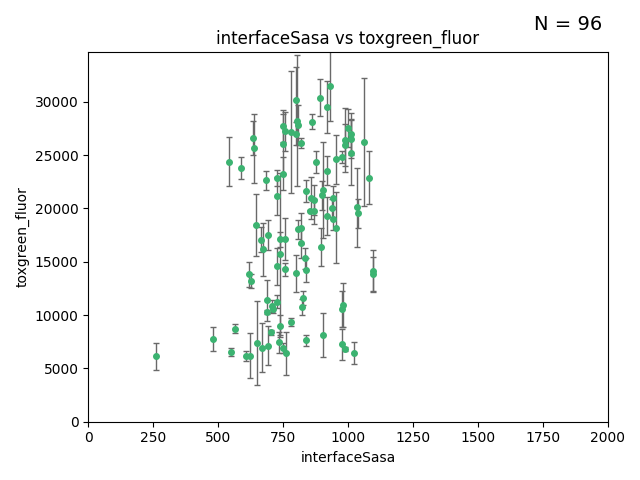 N = 96
interfaceSasa vs toxgreen_fluor
toxgreen_fluor
30000
25000
20000
15000
10000
5000
0
0 250 500 750 1000 1250 1500 1750 2000
interfaceSasa